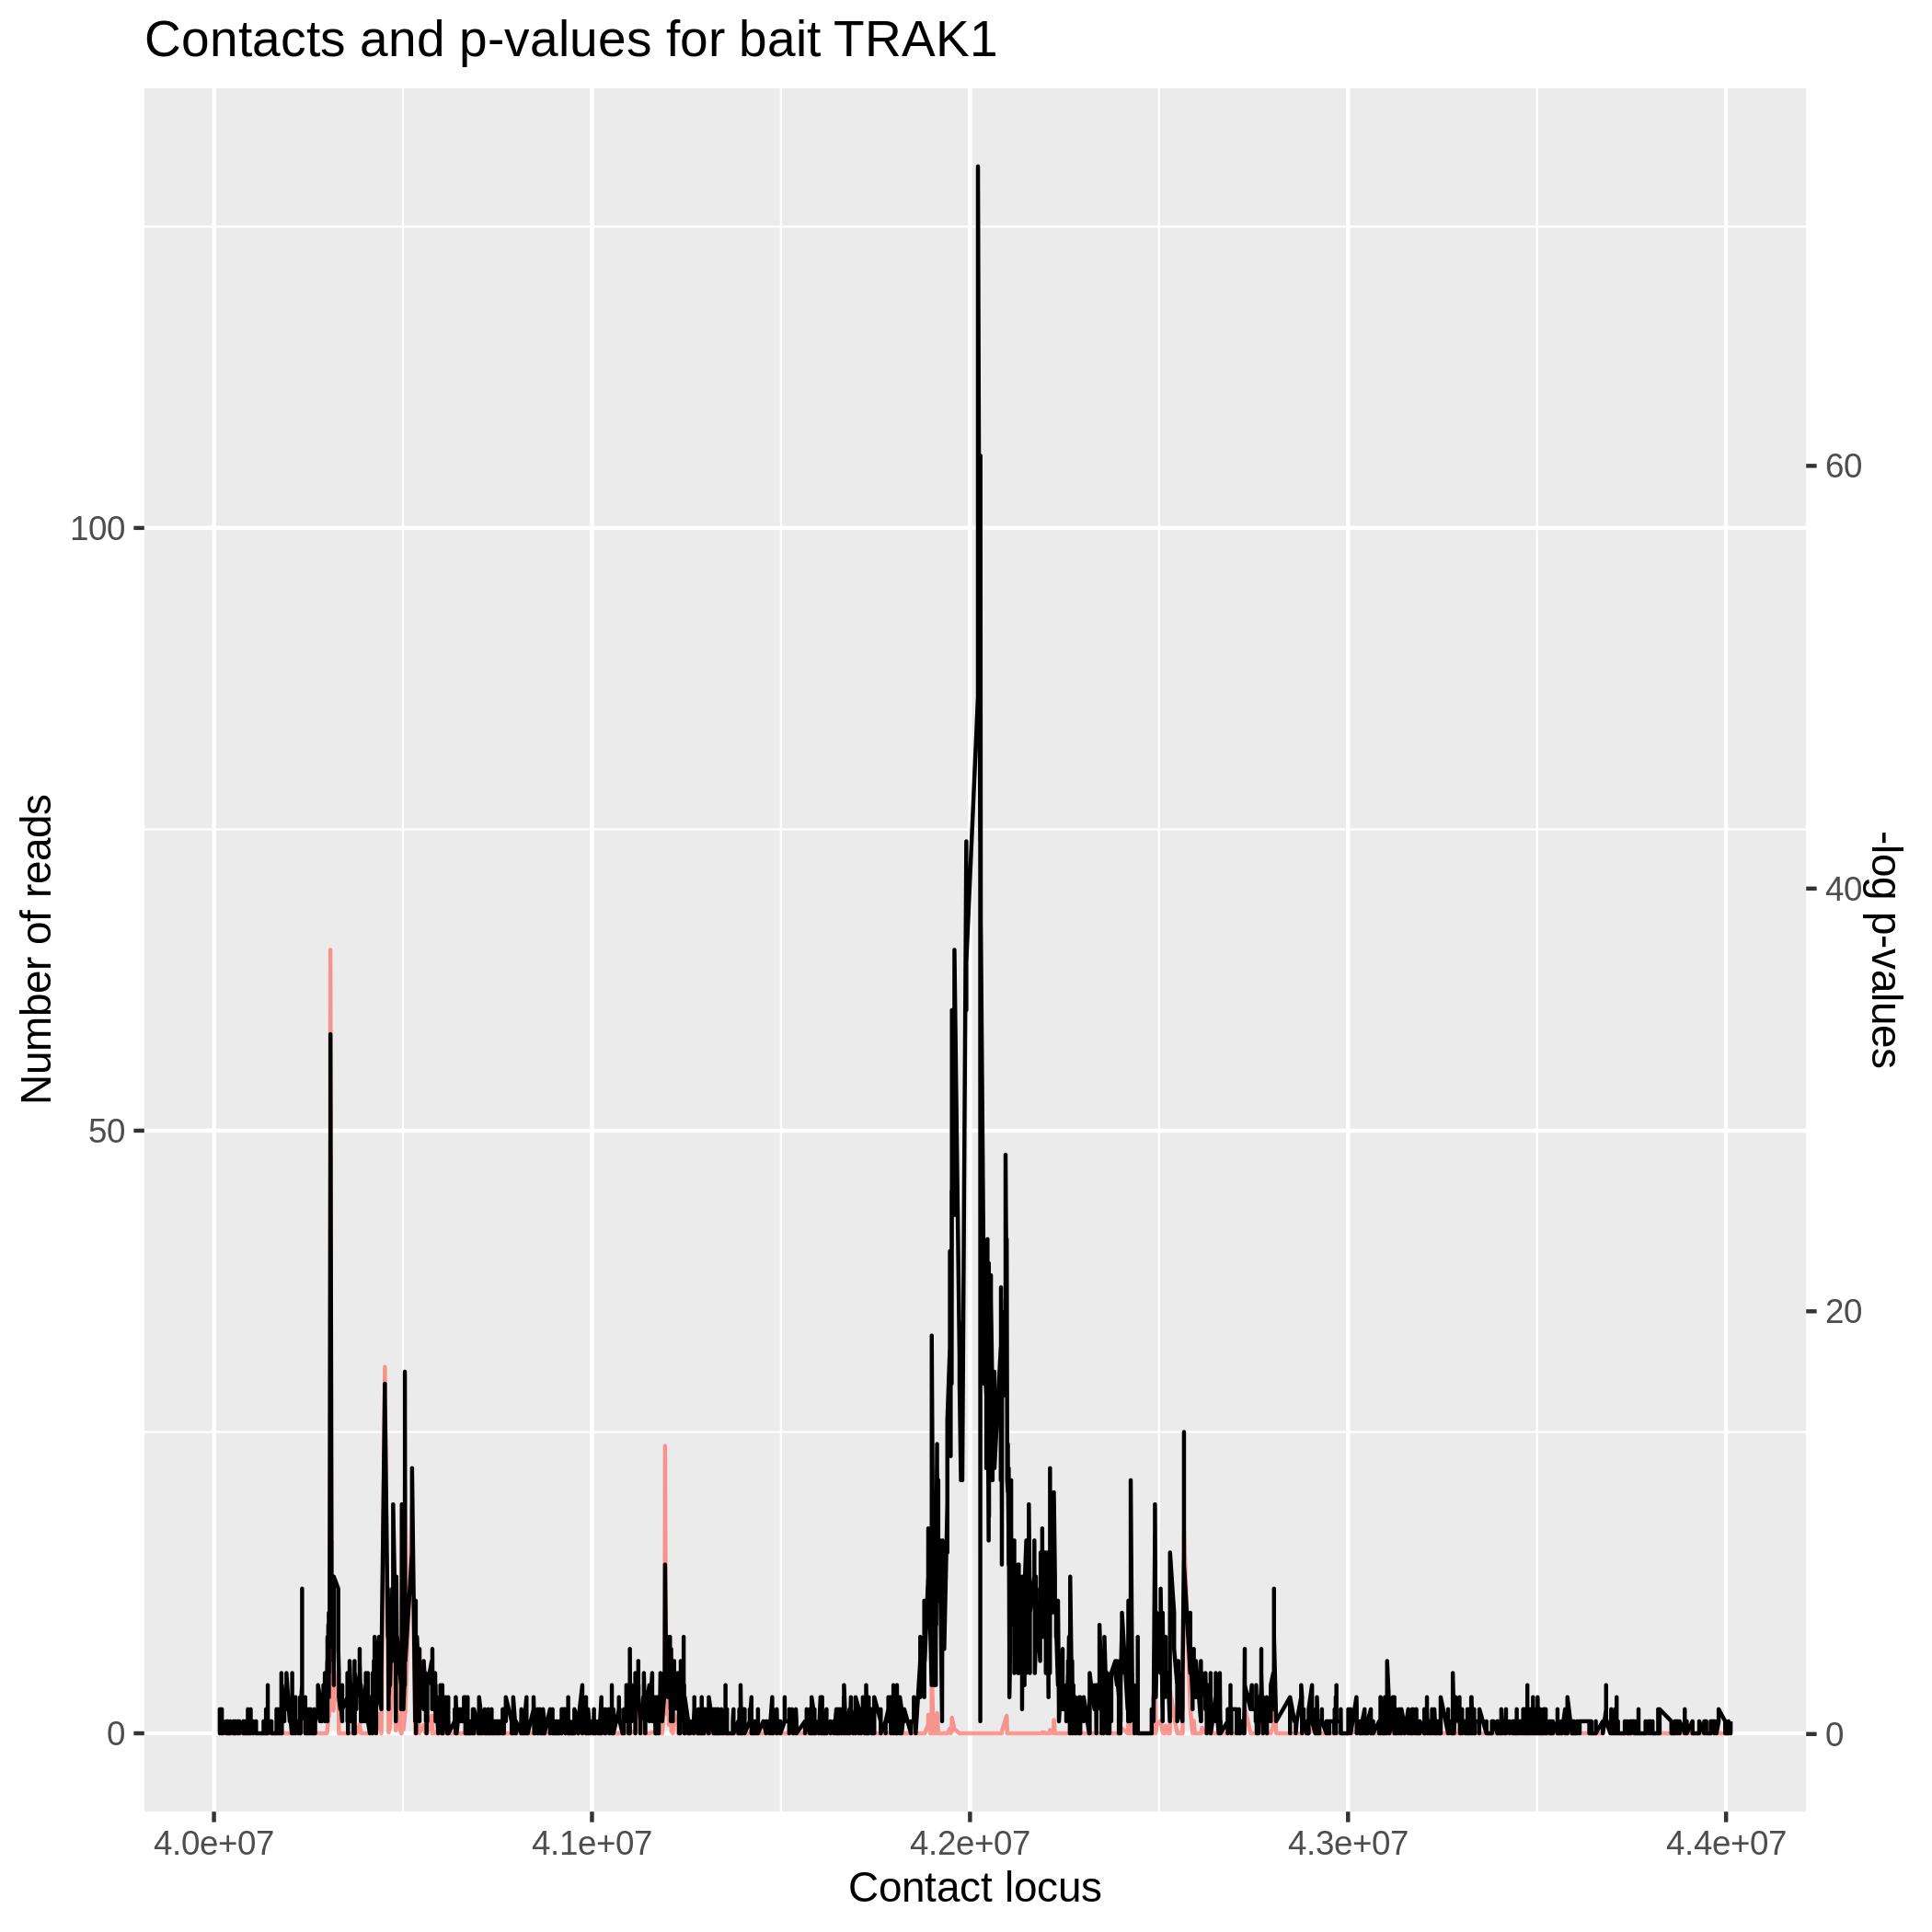 Contacts and p-values for bait TRAK1
Number of reads
100
50
0
60
40
20
0
-log p-values
4.0e+07
4.1e+07
4.2e+07
4.3e+07
4.4e+07
Contact locus